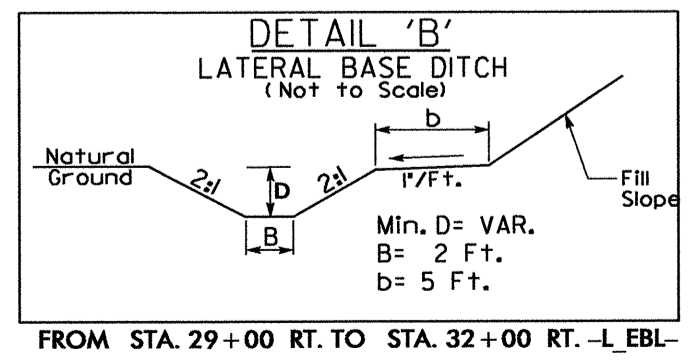 DETAIL 'B'
LATERAL BASE DITCH
(Not to Scale)
b
Natural
Ground
2:1
D
2:1
1"/Ft.
Fill
Slope
B
Min. D= VAR.
B= 2 Ft.
b= 5 Ft.
FROM STA. 29+00 RT. TO STA. 32+00 RT. -L_EBL-